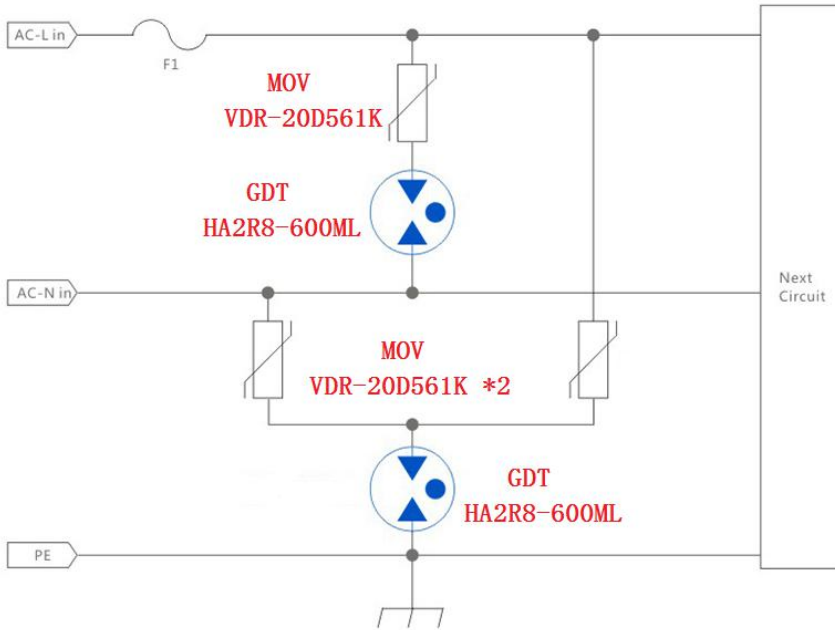 AC-L in
F1
MOV
VDR-20D561K
GDT
HA2R8-600ML
AC-N in
Next
Circuit
MOV
VDR-20D561K *2
GDT
HA2R8-600ML
PE